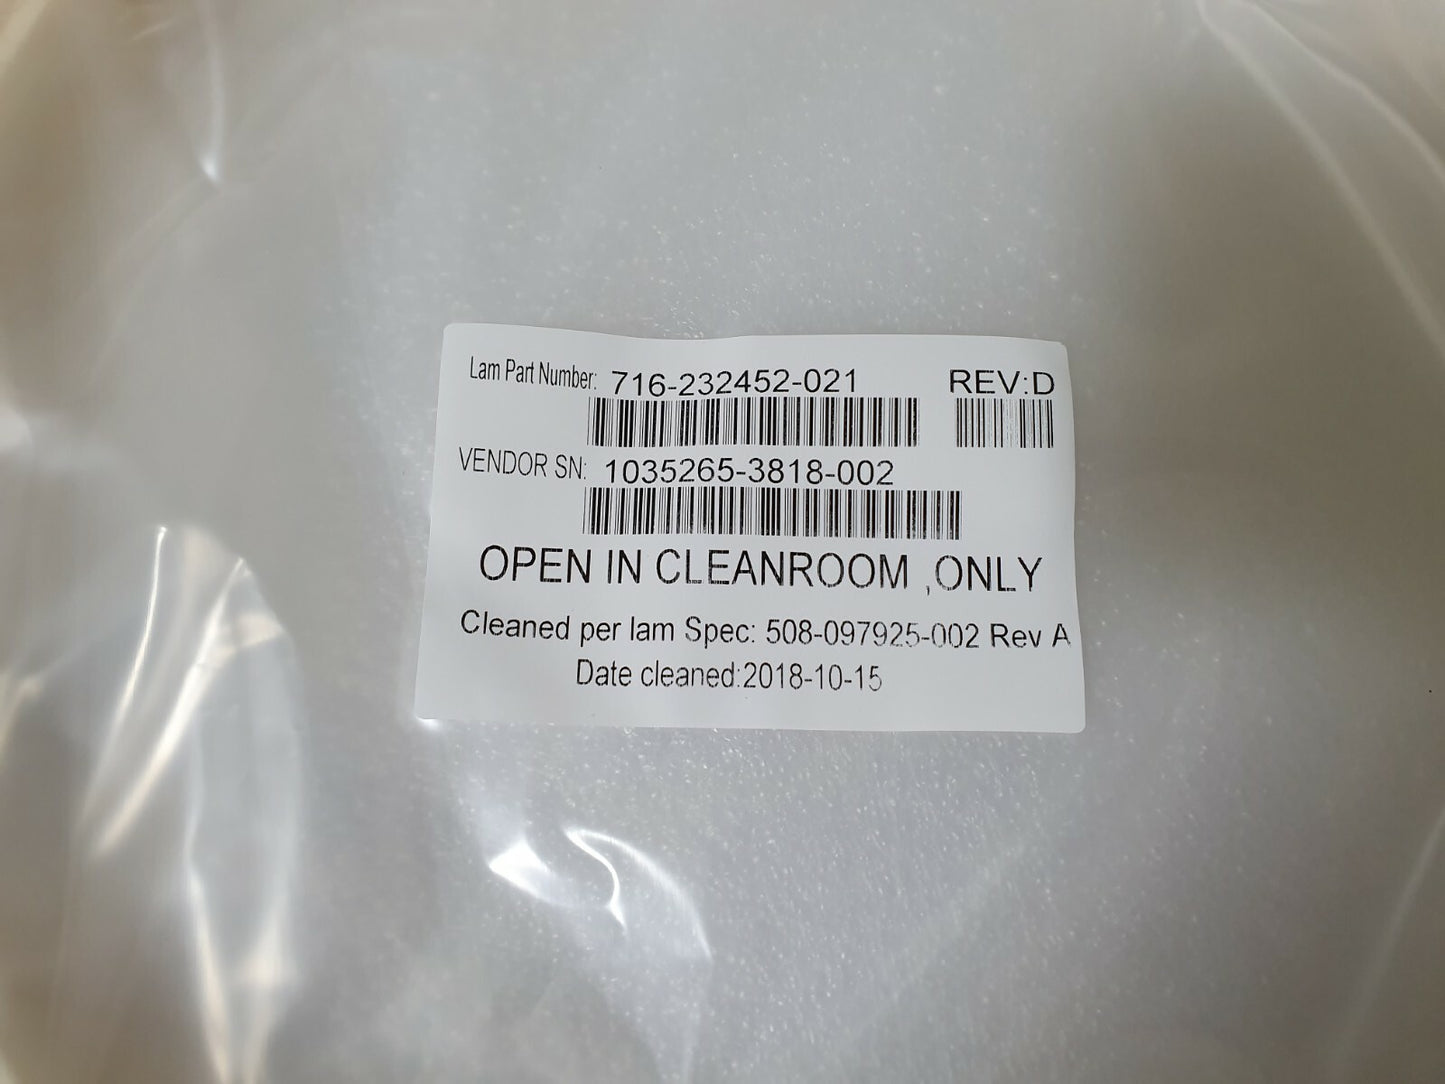 Lam Part Number: 716-232452-021 REV:D
VENDOR SN: 1035265-3818-002
OPEN IN CLEANROOM ,ONLY
Cleaned per lam Spec: 508-097925-002 Rev A
Date cleaned:2018-10-15